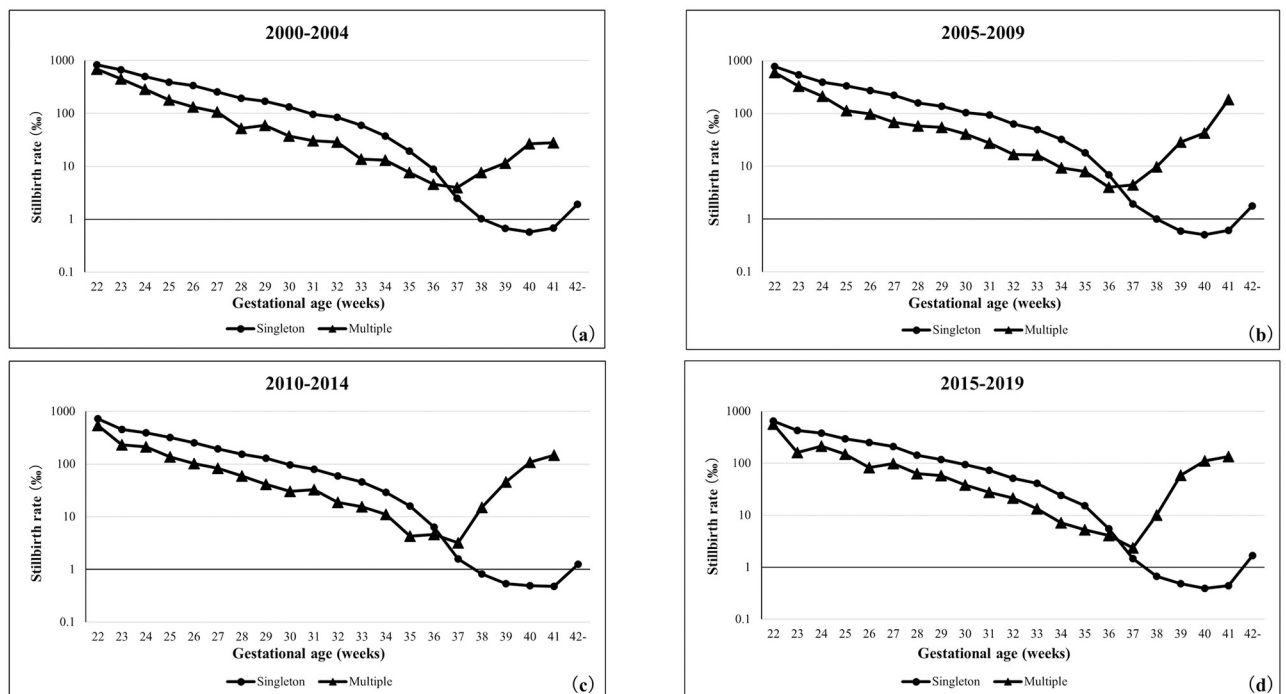 2000-2004
Stillbirth rate (‰)
1000
100
10
1
0.1
22 23 24 25 26 27 28 29 30 31 32 33 34 35 36 37 38 39 40 41 42-
Gestational age (weeks)
Singleton Multiple
(a)
2005-2009
Stillbirth rate (‰)
1000
100
10
1
0.1
22 23 24 25 26 27 28 29 30 31 32 33 34 35 36 37 38 39 40 41 42-
Gestational age (weeks)
Singleton Multiple
(b)
2010-2014
Stillbirth rate (‰)
1000
100
10
1
0.1
22 23 24 25 26 27 28 29 30 31 32 33 34 35 36 37 38 39 40 41 42-
Gestational age (weeks)
Singleton Multiple
(c)
2015-2019
Stillbirth rate (‰)
1000
100
10
1
0.1
22 23 24 25 26 27 28 29 30 31 32 33 34 35 36 37 38 39 40 41 42-
Gestational age (weeks)
Singleton Multiple
(d)